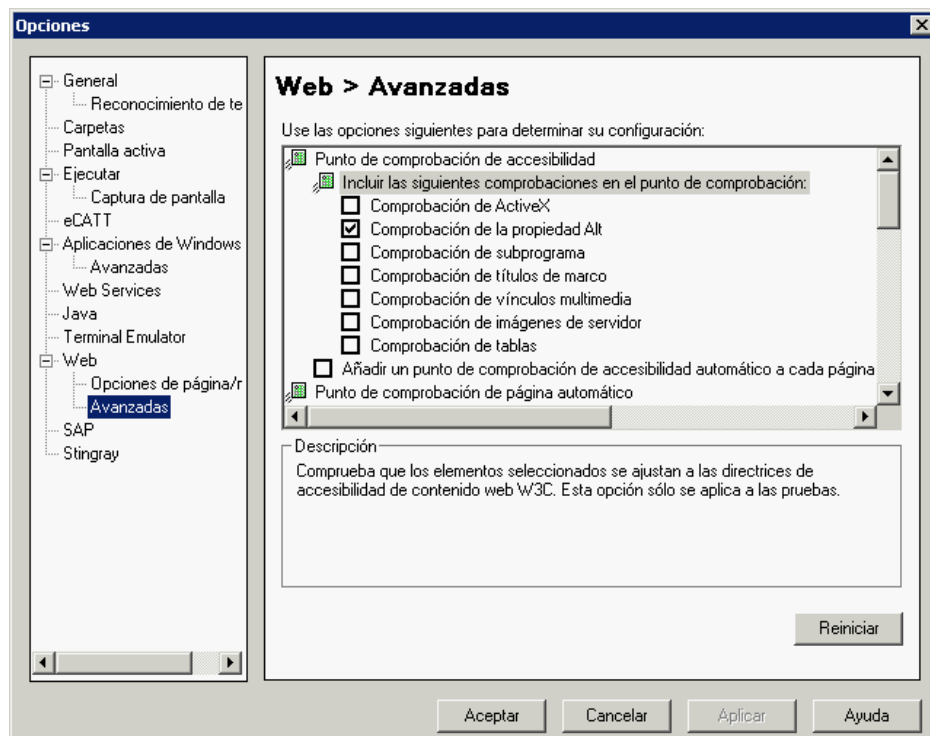 Opciones
General
Reconocimiento de te
Carpetas
Pantalla activa
Ejecutar
Captura de pantalla
eCATT
Aplicaciones de Windows
Avanzadas
Web Services
Java
Terminal Emulator
Web
Opciones de página/r
Avanzadas
SAP
Stingray
Web > Avanzadas
Use las opciones siguientes para determinar su configuración:
Punto de comprobación de accesibilidad
Incluir las siguientes comprobaciones en el punto de comprobación:
Comprobación de ActiveX
Comprobación de la propiedad Alt
Comprobación de subprograma
Comprobación de títulos de marco
Comprobación de vínculos multimedia
Comprobación de imágenes de servidor
Comprobación de tablas
Añadir un punto de comprobación de accesibilidad automático a cada página
Punto de comprobación de página automático
Descripción
Comprueba que los elementos seleccionados se ajustan a las directrices de
accesibilidad de contenido web W3C. Esta opción sólo se aplica a las pruebas.
Reiniciar
Aceptar
Cancelar
Aplicar
Ayuda